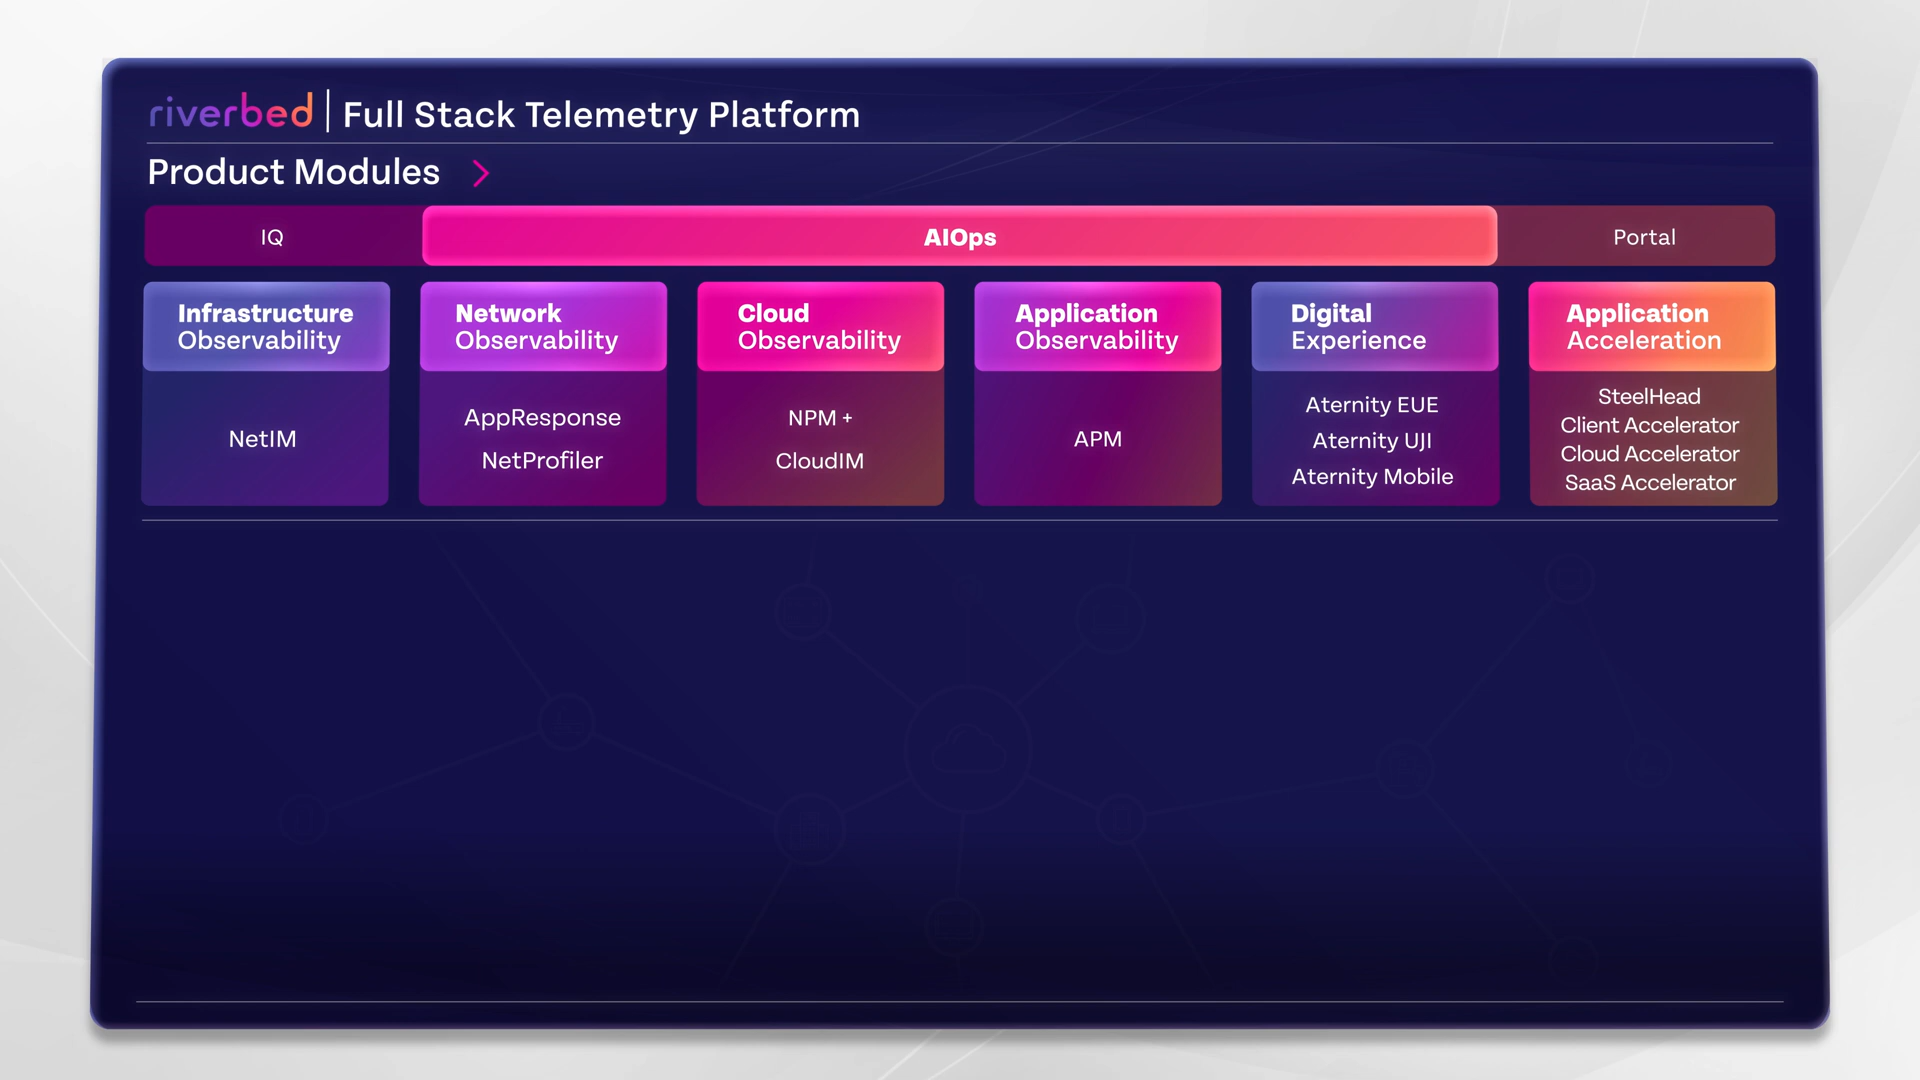 riverbed | Full Stack Telemetry Platform
Product Modules
IQ
AIOps
Portal
Infrastructure
Observability
NetIM
Network
Observability
AppResponse
NetProfiler
Cloud
Observability
NPM +
CloudIM
Application
Observability
APM
Digital
Experience
Aternity EUE
Aternity UJI
Aternity Mobile
Application
Acceleration
SteelHead
Client Accelerator
Cloud Accelerator
SaaS Accelerator